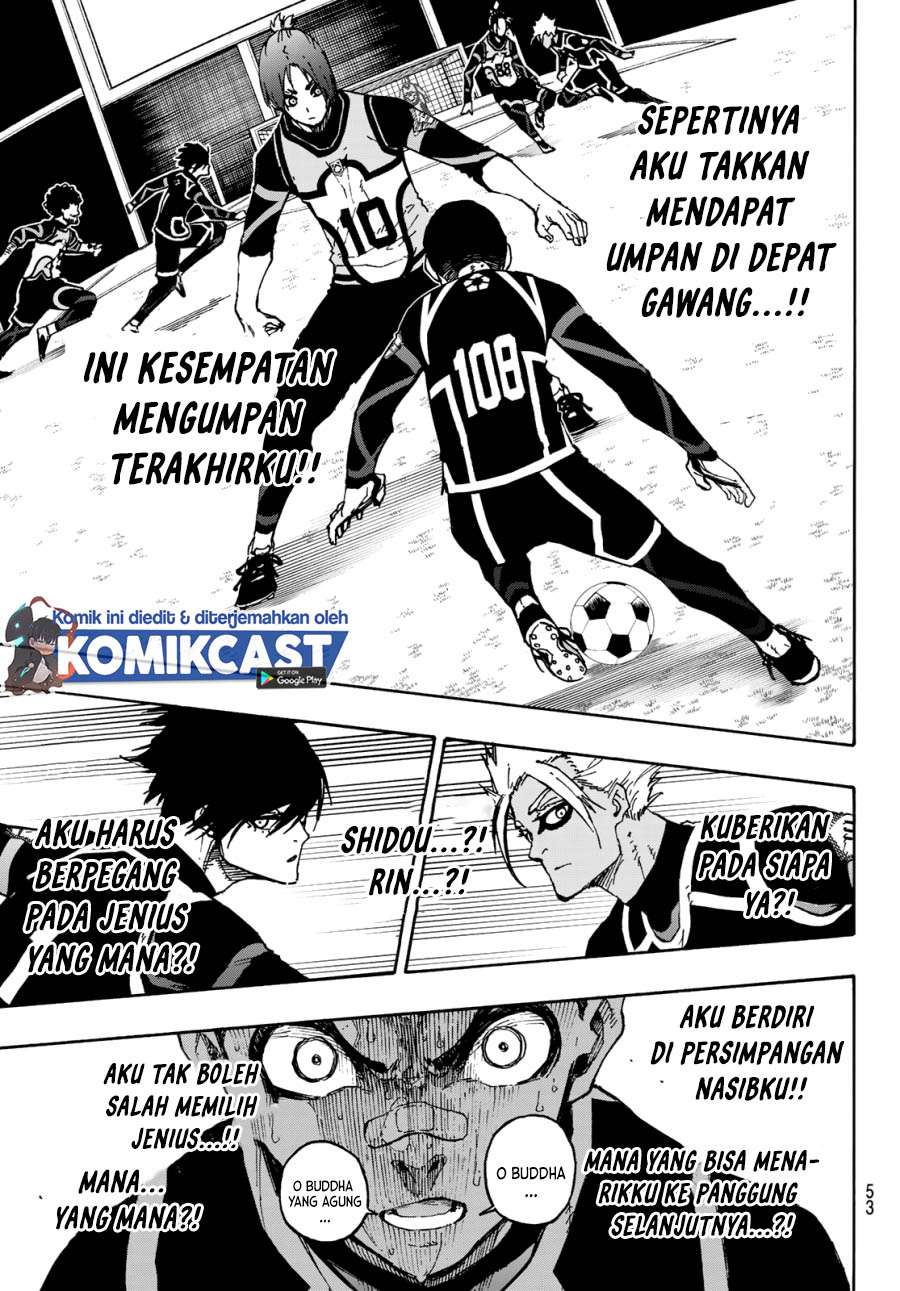 SEPERTINYA
AKU TAKKAN
MENDAPAT
UMPAN DI DEPAT
GAWANG...!!
INI KESEMPATAN
MENGUMPAN
TERAKHIRKU!!
88
10
108
Komik ini diedit & diterjemahkan oleh
KOMIKCAST
GET IT ON
Google Play
KUBERIKAN
PADA SIAPA
YA?!
SHIDOU...?!
RIN...?!
AKU HARUS
BERPEGANG
PADA JENIUS
YANG MANA?!
AKU BERDIRI
DI PERSIMPANGAN
NASIBKU!!
MANA YANG BISA MENA-
RIKKU KE PANGGUNG
SELANJUTNYA...?!
O BUDDHA
...
O BUDDHA
YANG AGUNG
...
AKU TAK BOLEH
SALAH MEMILIH
JENIUS...!!
MANA...
YANG MANA?!
53